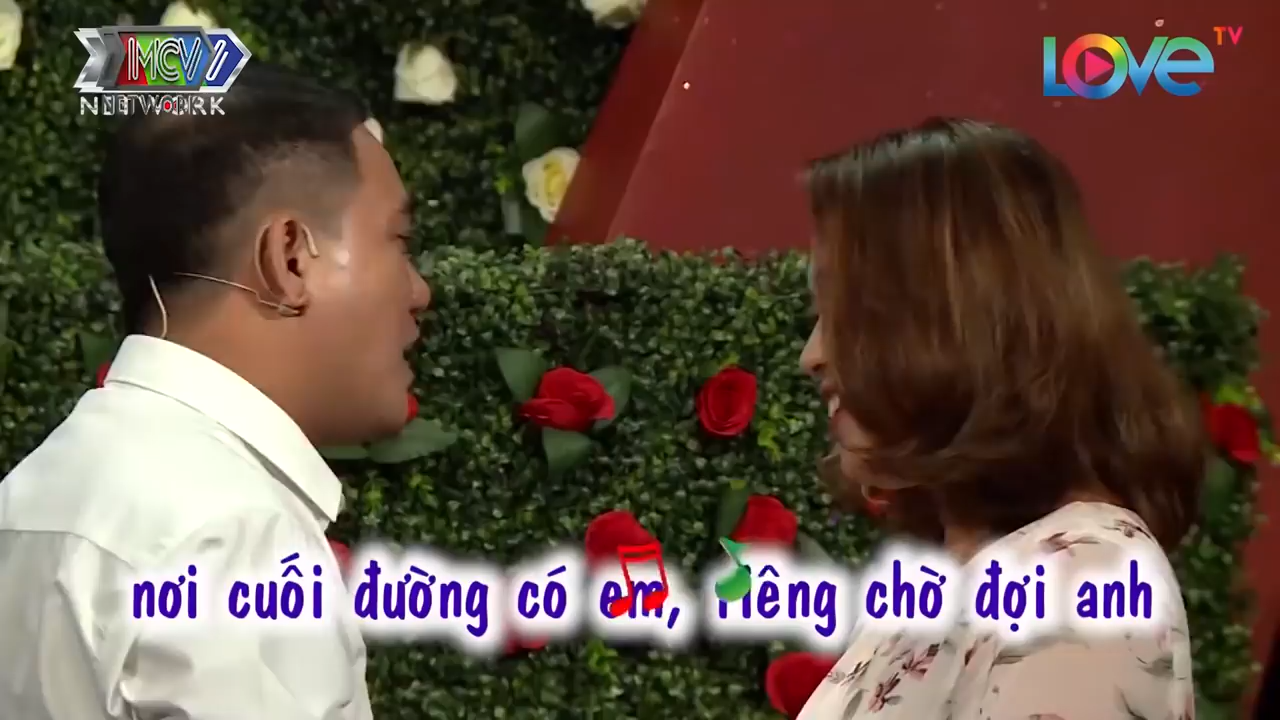 MCV
NETWORK
LOVE TV
nơi cuối đường có em, riêng chờ đợi anh